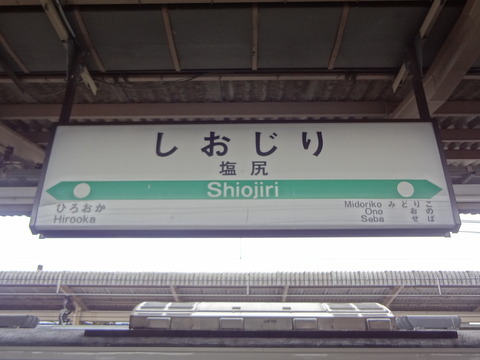 しおじり
塩尻
Shiojiri
ひろおか
Hirooka
Midoriko みどりこ
Ono おの
Seba せば